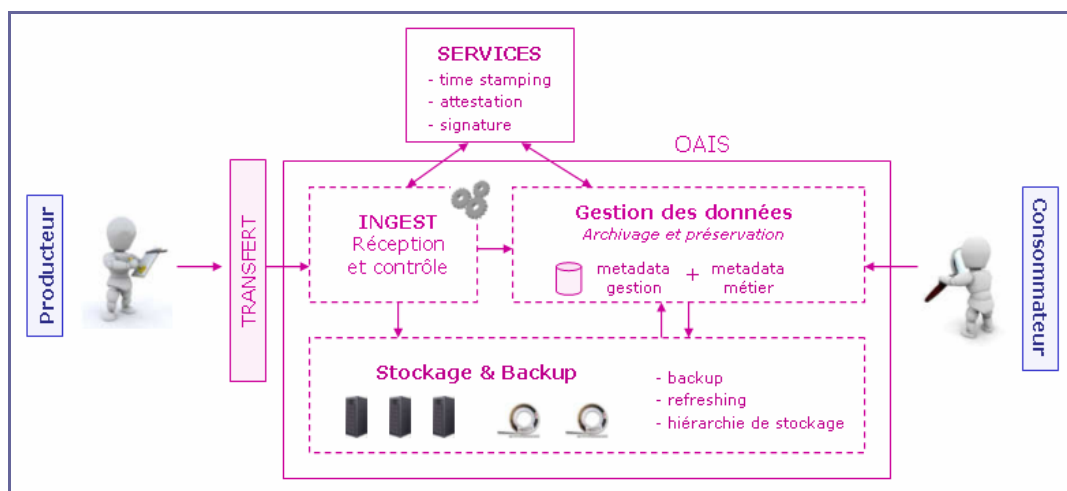 SERVICES
- time stamping
- attestation
- signature
OAIS
Producteur
TRANSFERT
INGEST
Réception
et contrôle
Gestion des données
Archivage et préservation
metadata
gestion
+
metadata
métier
Consommateur
Stockage & Backup
- backup
- refreshing
- hiérarchie de stockage